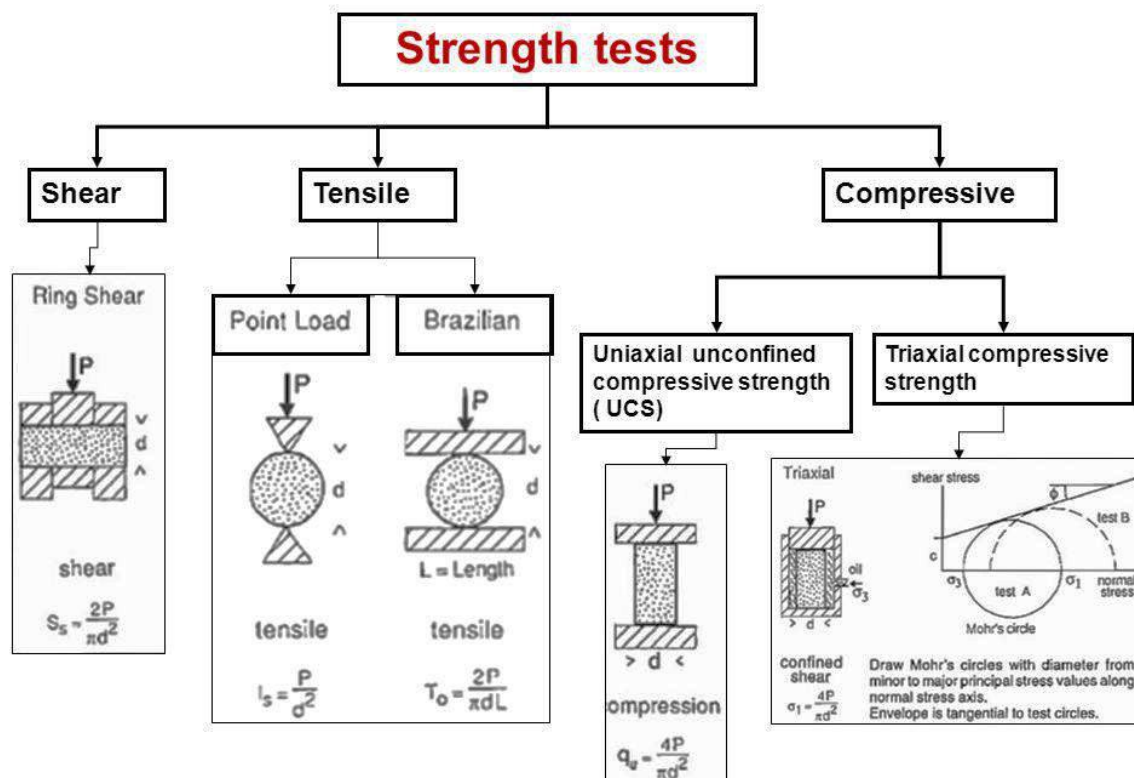 Strength tests
Shear
Tensile
Compressive
Ring Shear
P
v
d
^
shear
Sₛ = 2P/πd²
Point Load
P
v
d
^
tensile
Iₛ = P/d²
Brazilian
P
v
d
^
L = Length
tensile
Tₒ = 2P/πdL
Uniaxial unconfined
compressive strength
( UCS)
P
> d <
ompression
= 4P/πd²
Triaxial compressive
strength
Triaxial
P
oil
σ₃
> d <
confined
shear
σ₁ = 4P/πd²
shear stress
ϕ
test B
c
σ₃
σ₁
normal
stress
test A
Mohr's circle
Draw Mohr's circles with diameter from
minor to major principal stress values along
normal stress axis.
Envelope is tangential to test circles.